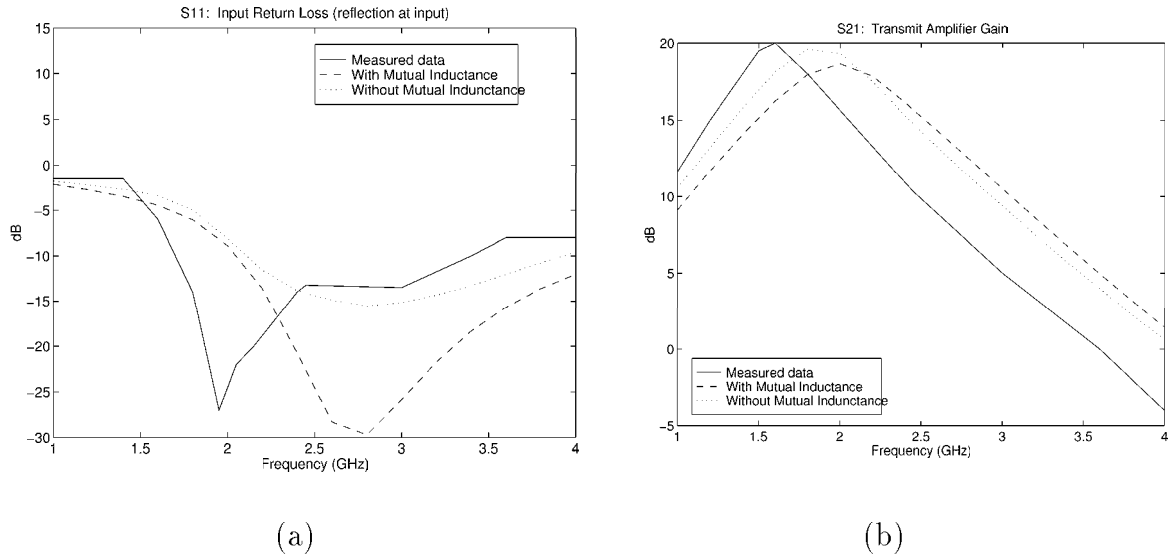 S11: Input Return Loss (reflection at input)
15
10
5
0
−5
−10
−15
−20
−25
−30
dB
Measured data
With Mutual Inductance
Without Mutual Indunctance
1
1.5
2
2.5
3
3.5
4
Frequency (GHz)
(a)
S21: Transmit Amplifier Gain
20
15
10
5
0
−5
dB
Measured data
With Mutual Inductance
Without Mutual Indunctance
1
1.5
2
2.5
3
3.5
4
Frequency (GHz)
(b)